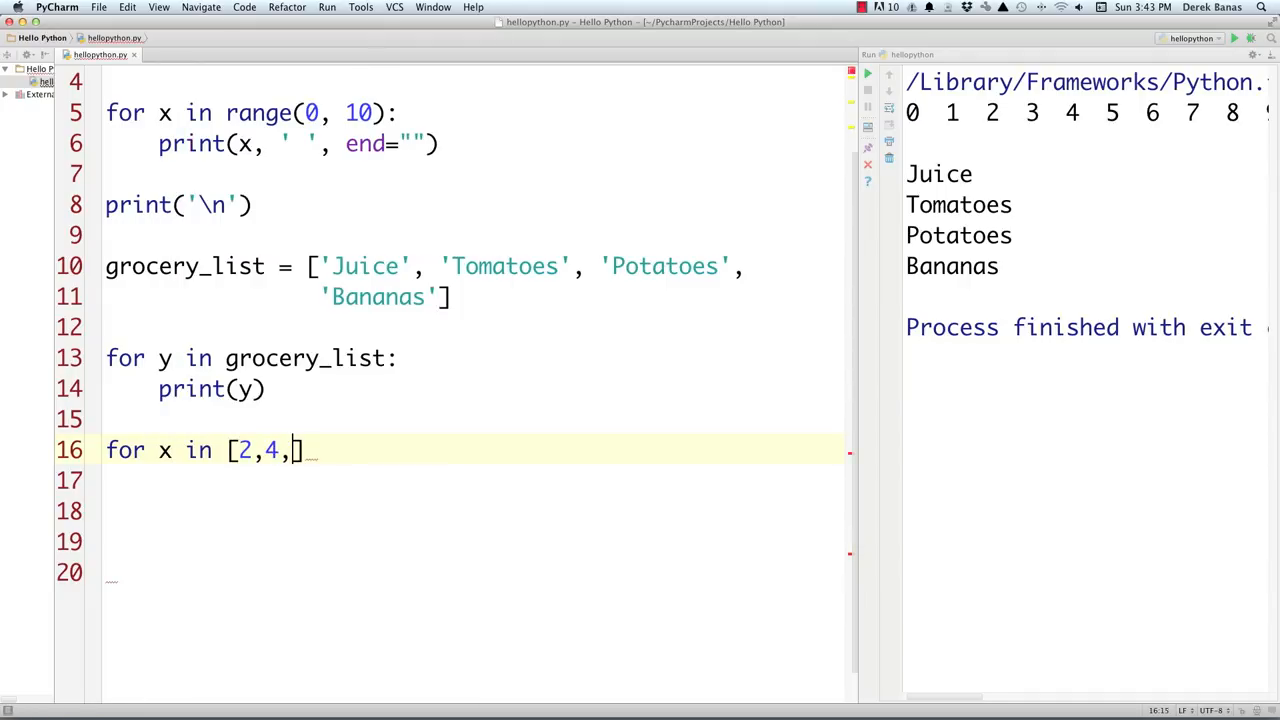 PyCharm File Edit View Navigate Code Refactor Run Tools VCS Window Help 10 Sun 3:43 PM Derek Banas
hellopython.py - Hello Python - [~/PycharmProjects/Hello Python]
Hello Python hellopython.py hellopython
hellopython.py Run hellopython
Hello P
hell
Externa
4
5 for x in range(0, 10):
6 print(x, ' ', end="")
7
8 print('\n')
9
10 grocery_list = ['Juice', 'Tomatoes', 'Potatoes',
11 'Bananas']
12
13 for y in grocery_list:
14 print(y)
15
16 for x in [2,4,]
17
18
19
20
/Library/Frameworks/Python.
0 1 2 3 4 5 6 7 8 9
Juice
Tomatoes
Potatoes
Bananas
Process finished with exit
16:15 LF UTF-8